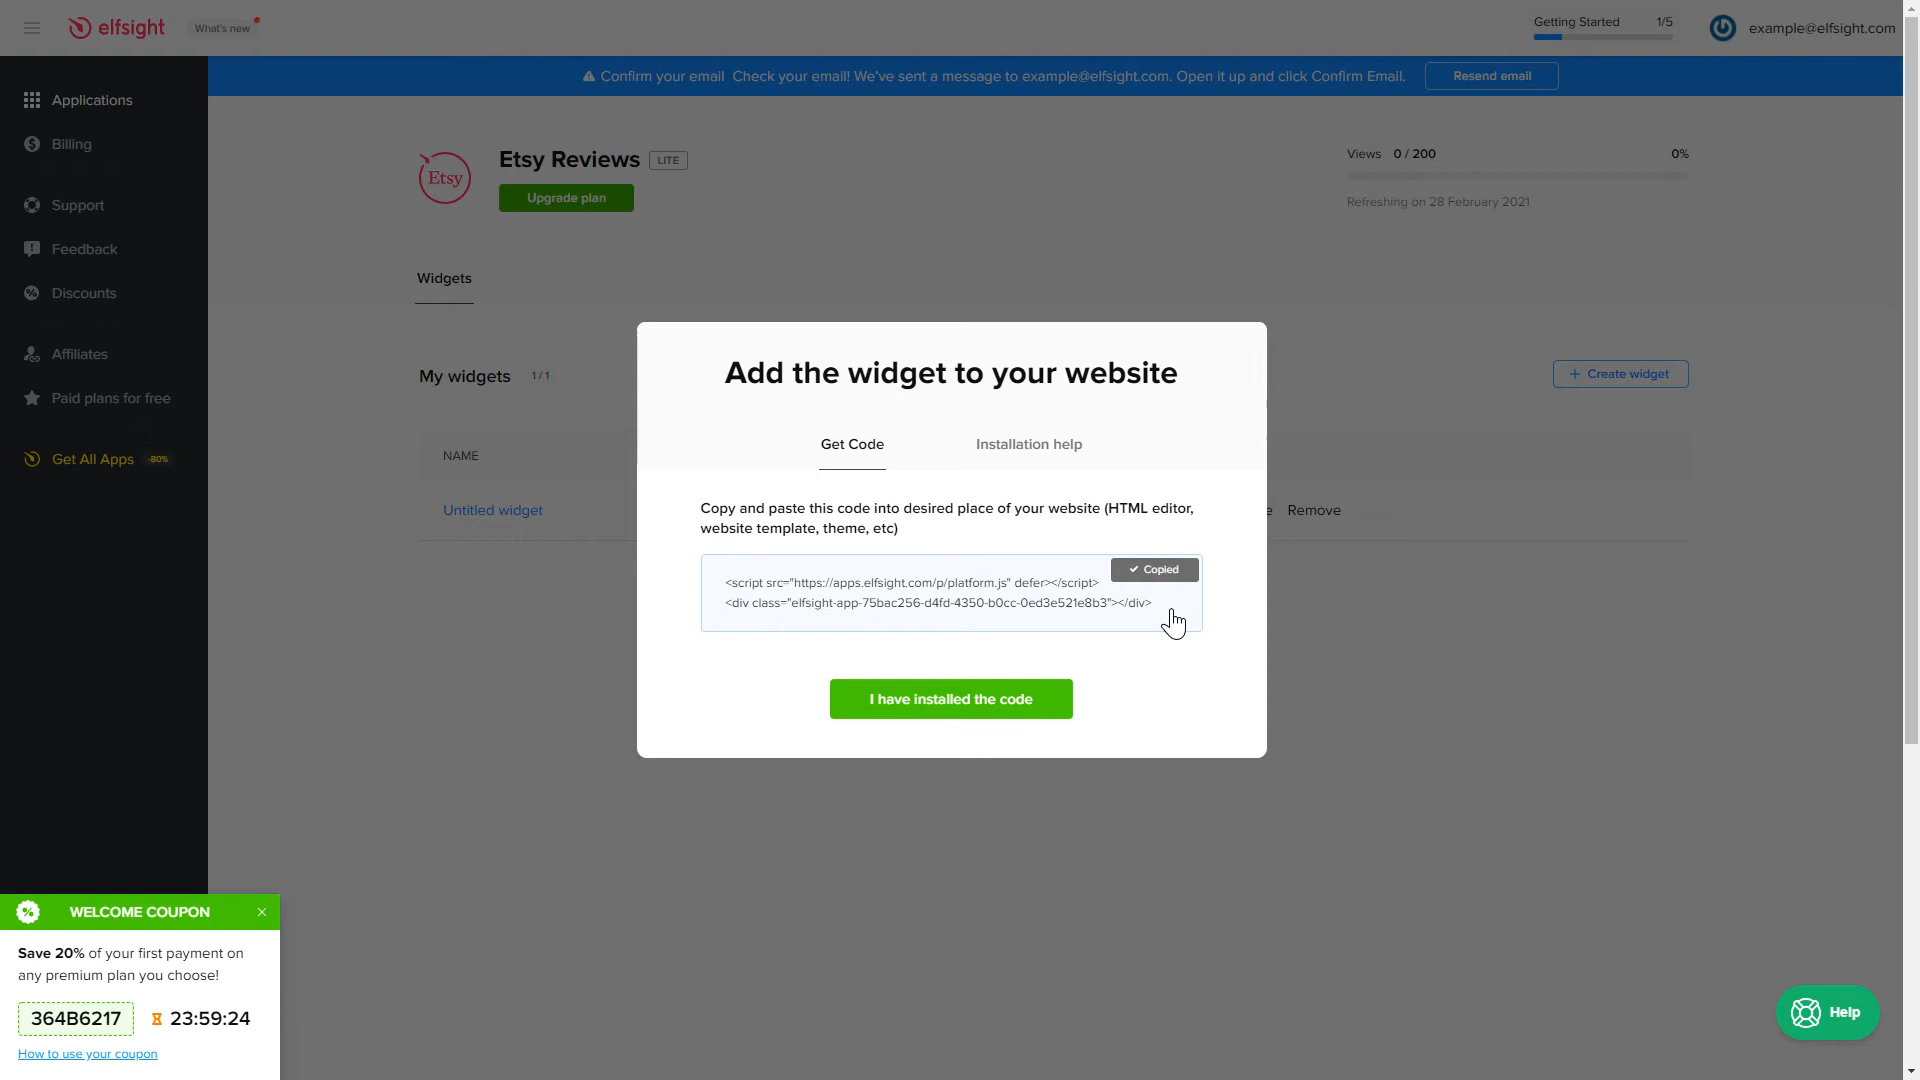 elfsight
What's new
Getting Started 1/5
example@elfsight.com
Confirm your email Check your email! We've sent a message to example@elfsight.com. Open it up and click Confirm Email.
Resend email
Applications
Billing
Support
Feedback
Discounts
Affiliates
Paid plans for free
Get All Apps -80%
Etsy
Etsy Reviews LITE
Upgrade plan
Views 0 / 200 0%
Refreshing on 28 February 2021
Widgets
My widgets 1 / 1
+ Create widget
NAME
Untitled widget
Remove
Add the widget to your website
Get Code
Installation help
Copy and paste this code into desired place of your website (HTML editor,
website template, theme, etc)
Copied
<script src="https://apps.elfsight.com/p/platform.js" defer></script>
<div class="elfsight-app-75bac256-d4fd-4350-b0cc-0ed3e521e8b3"></div>
I have installed the code
WELCOME COUPON
Save 20% of your first payment on
any premium plan you choose!
364B6217
23:59:24
How to use your coupon
Help